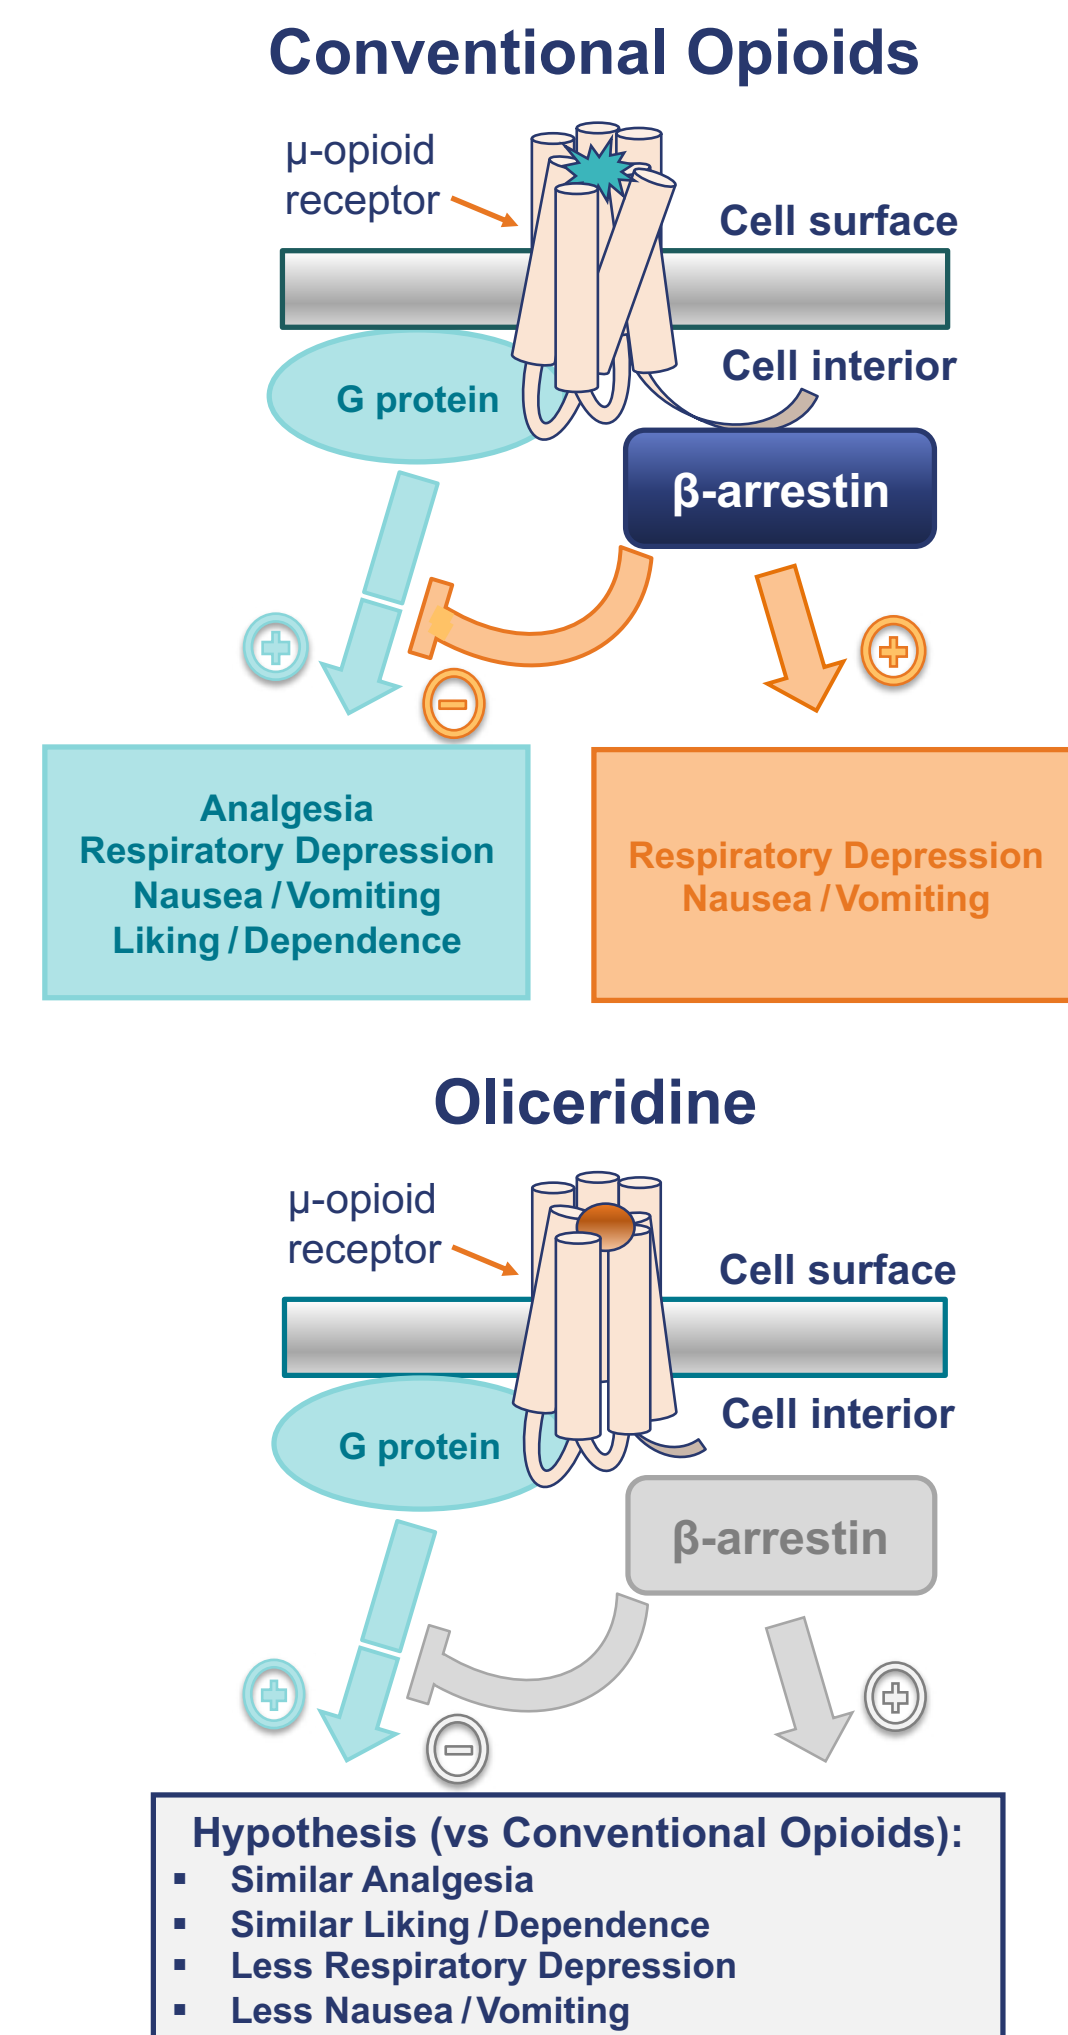 Conventional Opioids
μ-opioid
receptor
Cell surface
Cell interior
G protein
β-arrestin
Analgesia
Respiratory Depression
Nausea / Vomiting
Liking / Dependence
Respiratory Depression
Nausea / Vomiting
Oliceridine
μ-opioid
receptor
Cell surface
Cell interior
G protein
β-arrestin
Hypothesis (vs Conventional Opioids):
▪ Similar Analgesia
▪ Similar Liking / Dependence
▪ Less Respiratory Depression
▪ Less Nausea / Vomiting